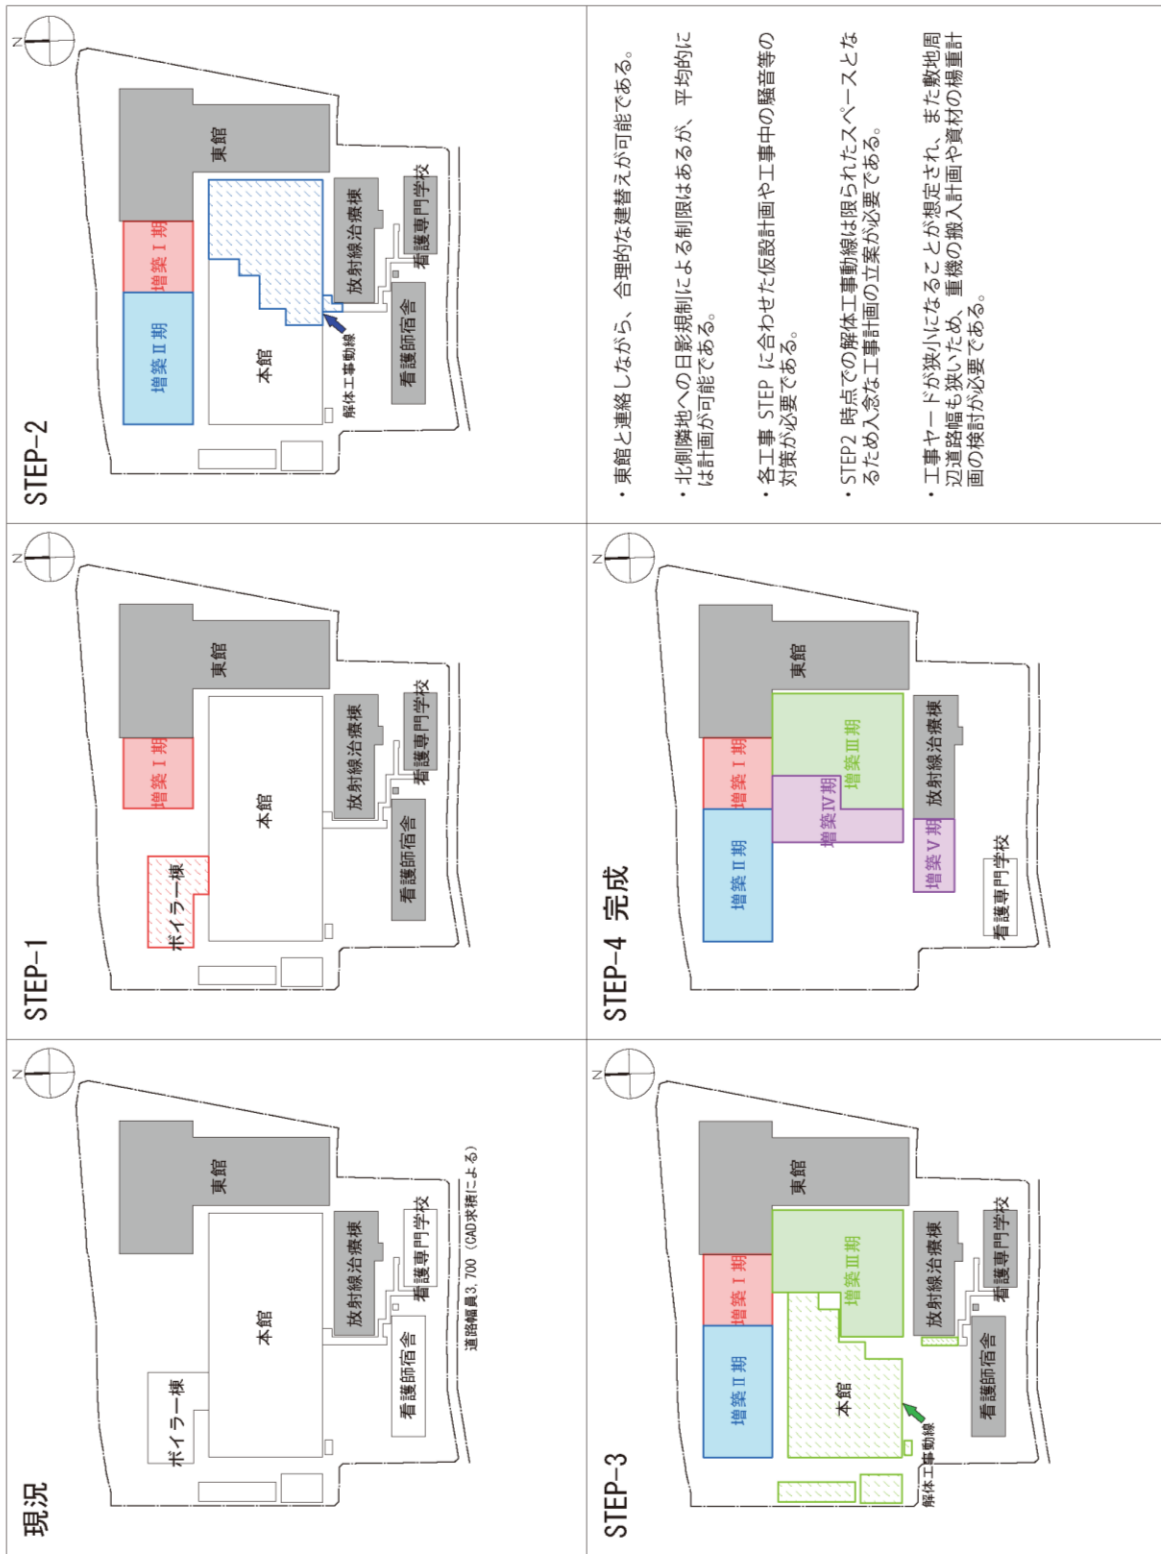 現況
N
ボイラー棟
本館
東館
放射線治療棟
看護師宿舎
看護専門学校
道路幅員3,700 (CAD求積による)
STEP-1
N
ボイラー棟
増築Ⅰ期
本館
東館
放射線治療棟
看護師宿舎
看護専門学校
STEP-2
N
増築Ⅱ期
増築Ⅰ期
本館
東館
解体工事動線
放射線治療棟
看護師宿舎
看護専門学校
STEP-3
N
増築Ⅱ期
増築Ⅰ期
本館
増築Ⅲ期
東館
解体工事動線
放射線治療棟
看護師宿舎
看護専門学校
STEP-4 完成
N
増築Ⅱ期
増築Ⅰ期
増築Ⅳ期
増築Ⅲ期
東館
増築Ⅴ期
放射線治療棟
看護専門学校
・東館と連絡しながら、合理的な建替えが可能である。
・北側隣地への日影規制による制限はあるが、平均的に
は計画が可能である。
・各工事 STEP に合わせた仮設計画や工事中の騒音等の
対策が必要である。
・STEP2 時点での解体工事動線は限られたスペースとな
るため入念な工事計画の立案が必要である。
・工事ヤードが狭小になることが想定され、また敷地周
辺道路幅も狭いため、重機の搬入計画や資材の楊重計
画の検討が必要である。